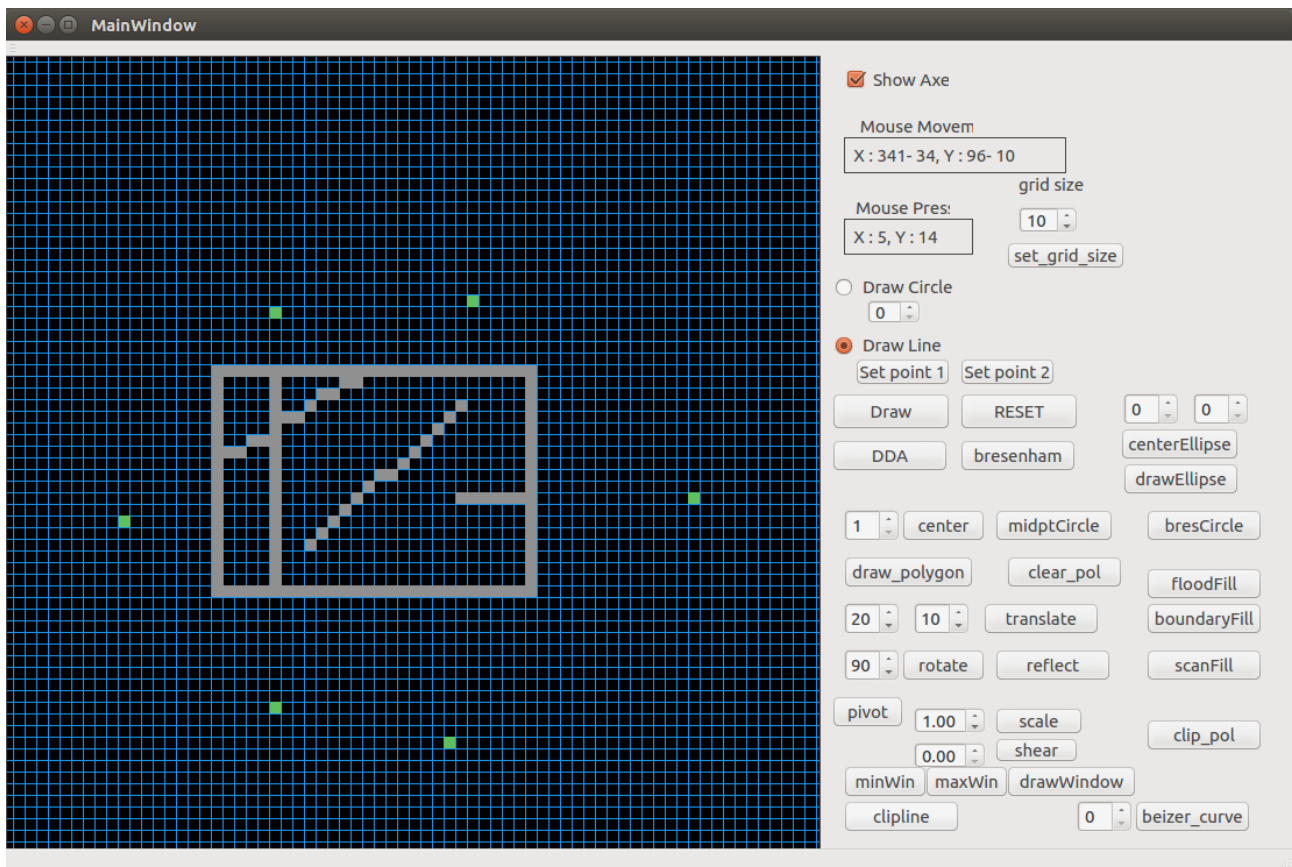 MainWindow
Show Axe
Mouse Movem
X : 341- 34, Y : 96- 10
grid size
Mouse Pres
10
X : 5, Y : 14
set_grid_size
Draw Circle
0
Draw Line
Set point 1 Set point 2
Draw RESET 0 0
centerEllipse
DDA bresenham
drawEllipse
1 center midptCircle bresCircle
draw_polygon clear_pol
floodFill
20 10 translate boundaryFill
90 rotate reflect scanFill
pivot
1.00 scale
clip_pol
0.00 shear
minWin maxWin drawWindow
clipline 0 beizer_curve